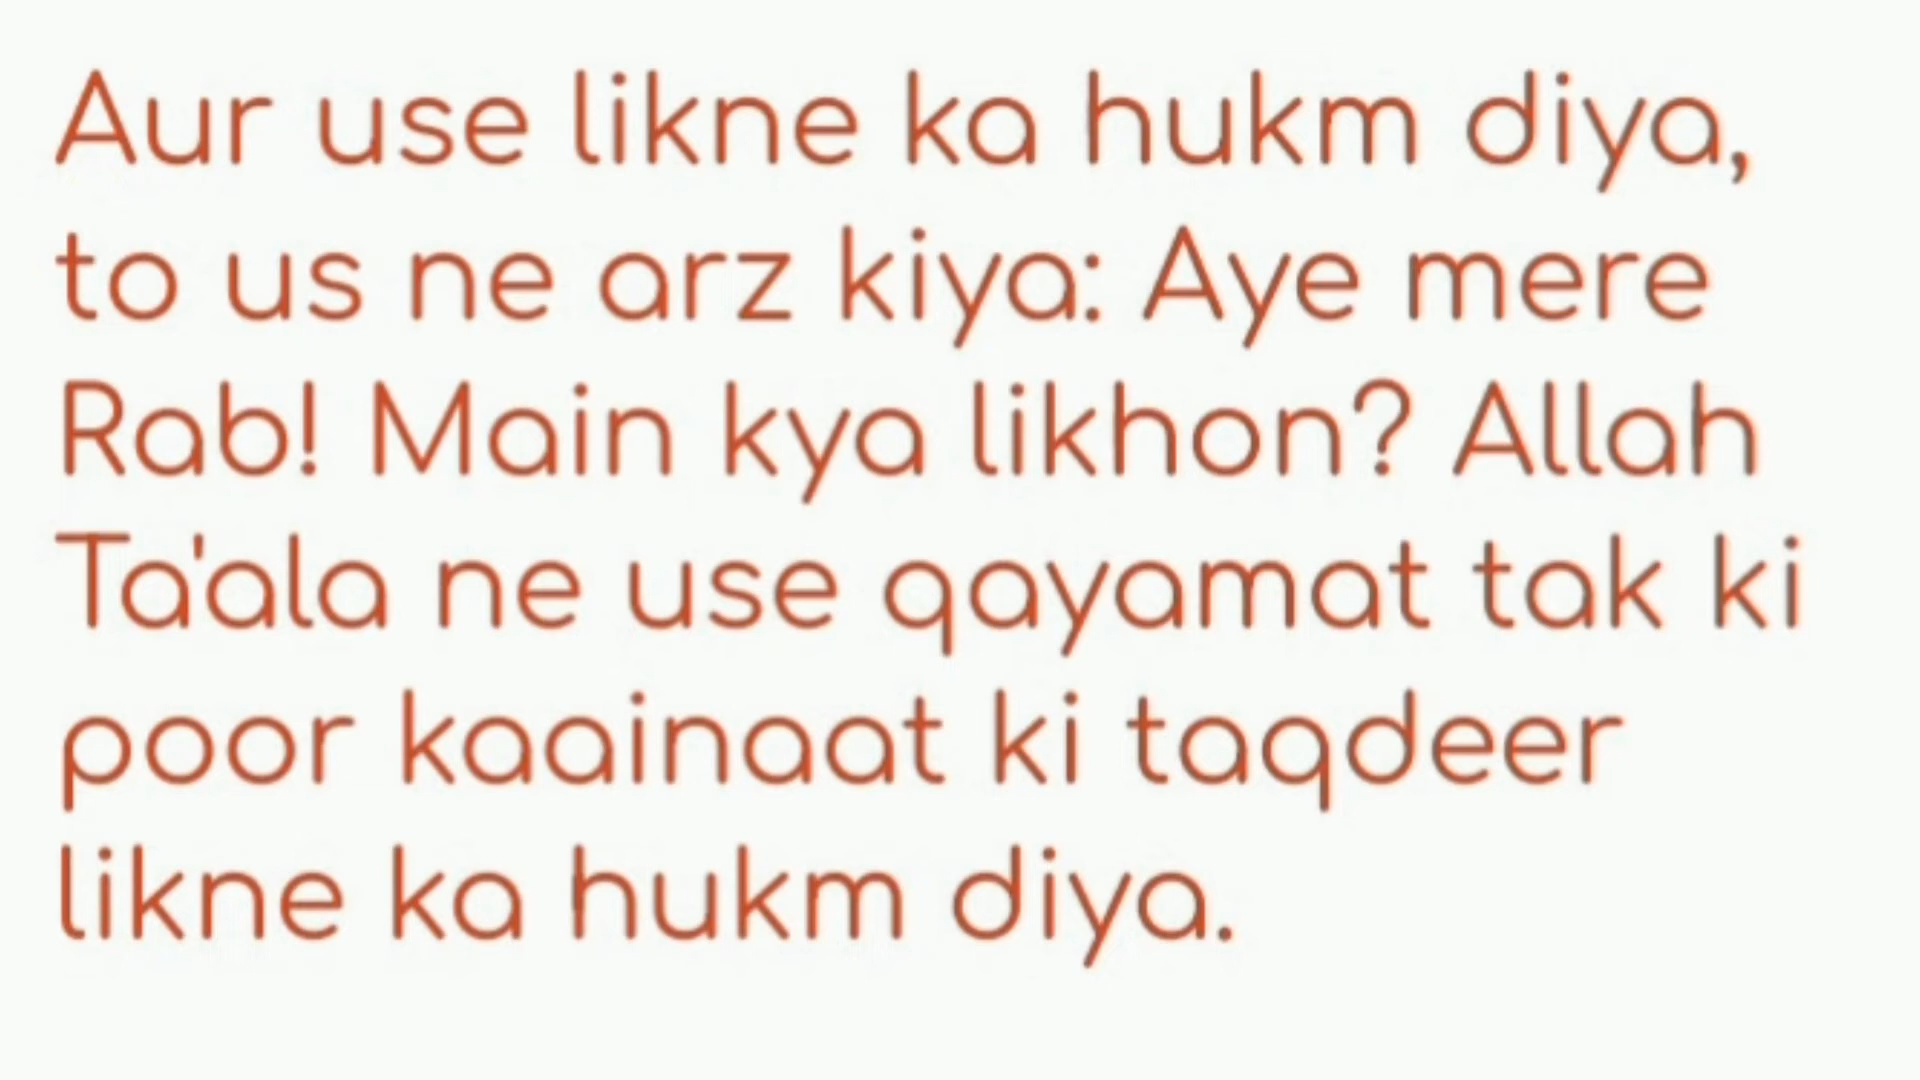 Aur use likne ka hukm diya,
to us ne arz kiya: Aye mere
Rab! Main kya likhon? Allah
Ta'ala ne use qayamat tak ki
poor kaainaat ki taqdeer
likne ka hukm diya.